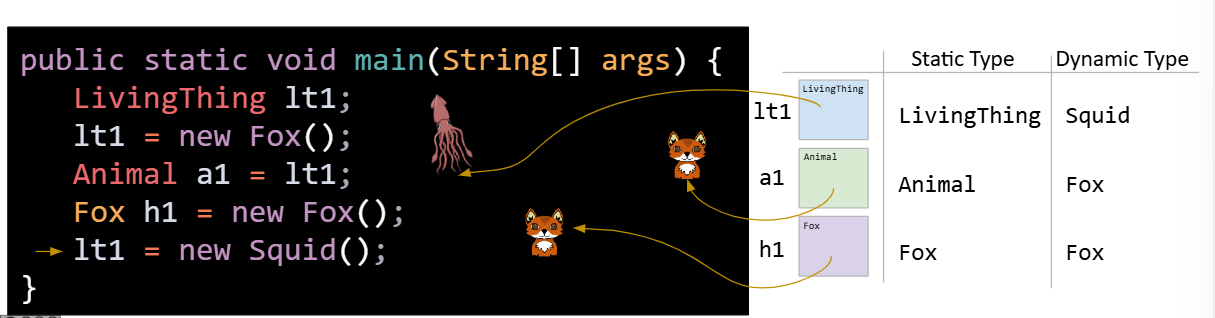 public static void main(String[] args) {
LivingThing lt1;
lt1 = new Fox();
Animal a1 = lt1;
Fox h1 = new Fox();
lt1 = new Squid();
}
Static Type Dynamic Type
lt1 LivingThing LivingThing Squid
a1 Animal Animal Fox
h1 Fox Fox Fox